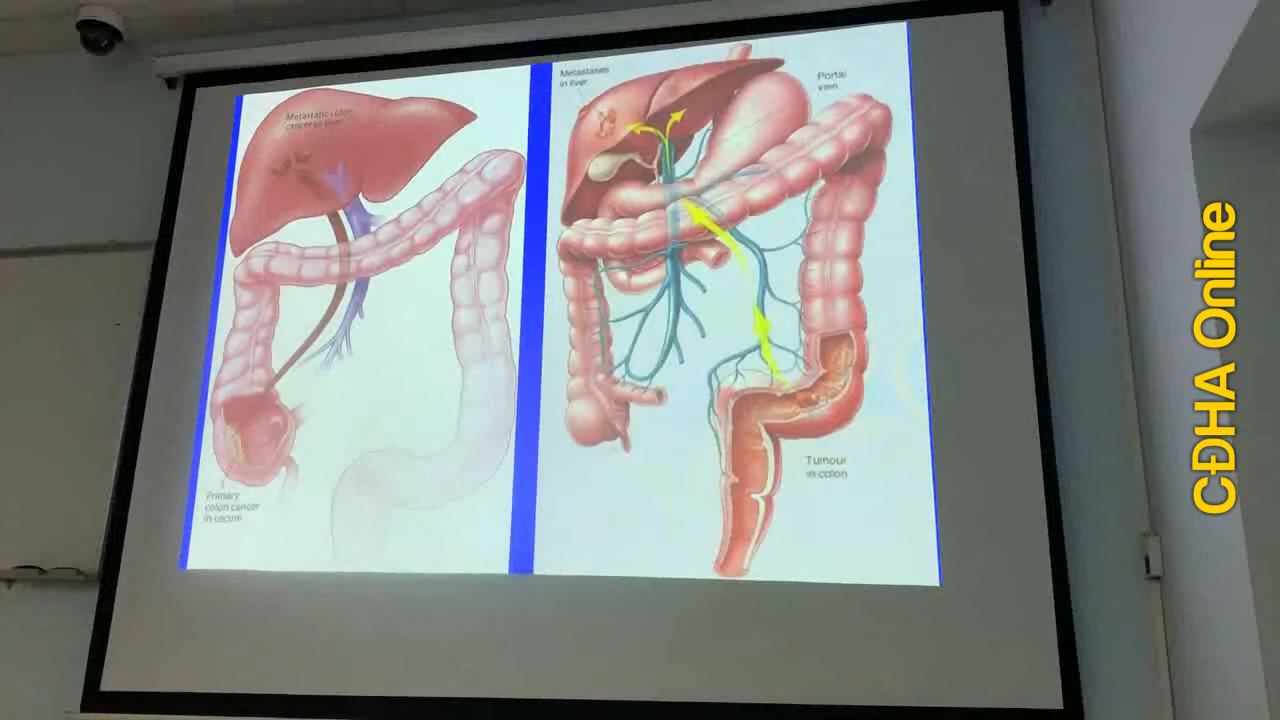 Metastatic colon
cancer to liver
Primary
colon cancer
in cecum
Metastases
in liver
Portal
vein
Tumour
in colon
CĐHA Online